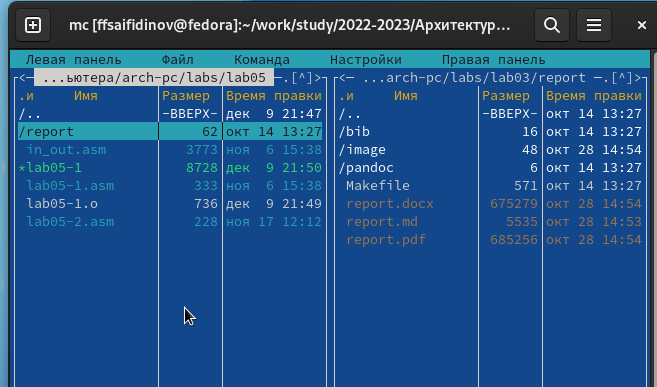 mc [ffsaifidinov@fedora]:~/work/study/2022-2023/Архитектур...
Левая панель Файл Команда Настройки Правая панель
<─ ...ьютера/arch-pc/labs/lab05 ─.[^]>
.и Имя Размер Время правки
/.. -ВВЕРХ- дек 9 21:47
/report 62 окт 14 13:27
in_out.asm 3773 ноя 6 15:38
*lab05-1 8728 дек 9 21:50
lab05-1.asm 333 ноя 6 15:38
lab05-1.o 736 дек 9 21:49
lab05-2.asm 228 ноя 17 12:12
<─ ...arch-pc/labs/lab03/report ─.[^]>
.и Имя Размер Время правки
/.. -ВВЕРХ- окт 14 13:27
/bib 16 окт 14 13:27
/image 48 окт 28 14:54
/pandoc 6 окт 14 13:27
Makefile 571 окт 14 13:27
report.docx 675279 окт 28 14:54
report.md 5535 окт 28 14:53
report.pdf 685256 окт 28 14:54